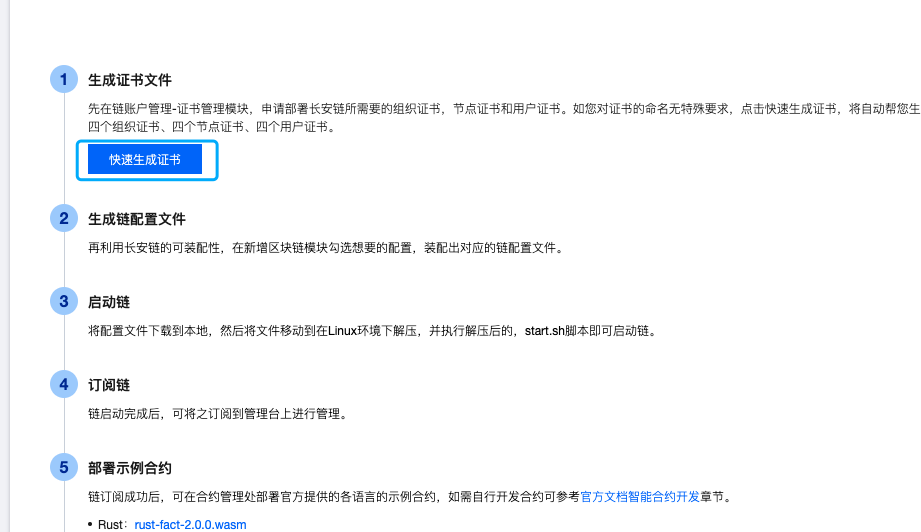 1 生成证书文件
先在链账户管理-证书管理模块，申请部署长安链所需要的组织证书，节点证书和用户证书。如您对证书的命名无特殊要求，点击快速生成证书，将自动帮您生
四个组织证书、四个节点证书、四个用户证书。
快速生成证书
2 生成链配置文件
再利用长安链的可装配性，在新增区块链模块勾选想要的配置，装配出对应的链配置文件。
3 启动链
将配置文件下载到本地，然后将文件移动到在Linux环境下解压，并执行解压后的，start.sh脚本即可启动链。
4 订阅链
链启动完成后，可将之订阅到管理台上进行管理。
5 部署示例合约
链订阅成功后，可在合约管理处部署官方提供的各语言的示例合约，如需自行开发合约可参考官方文档智能合约开发章节。
• Rust：rust-fact-2.0.0.wasm